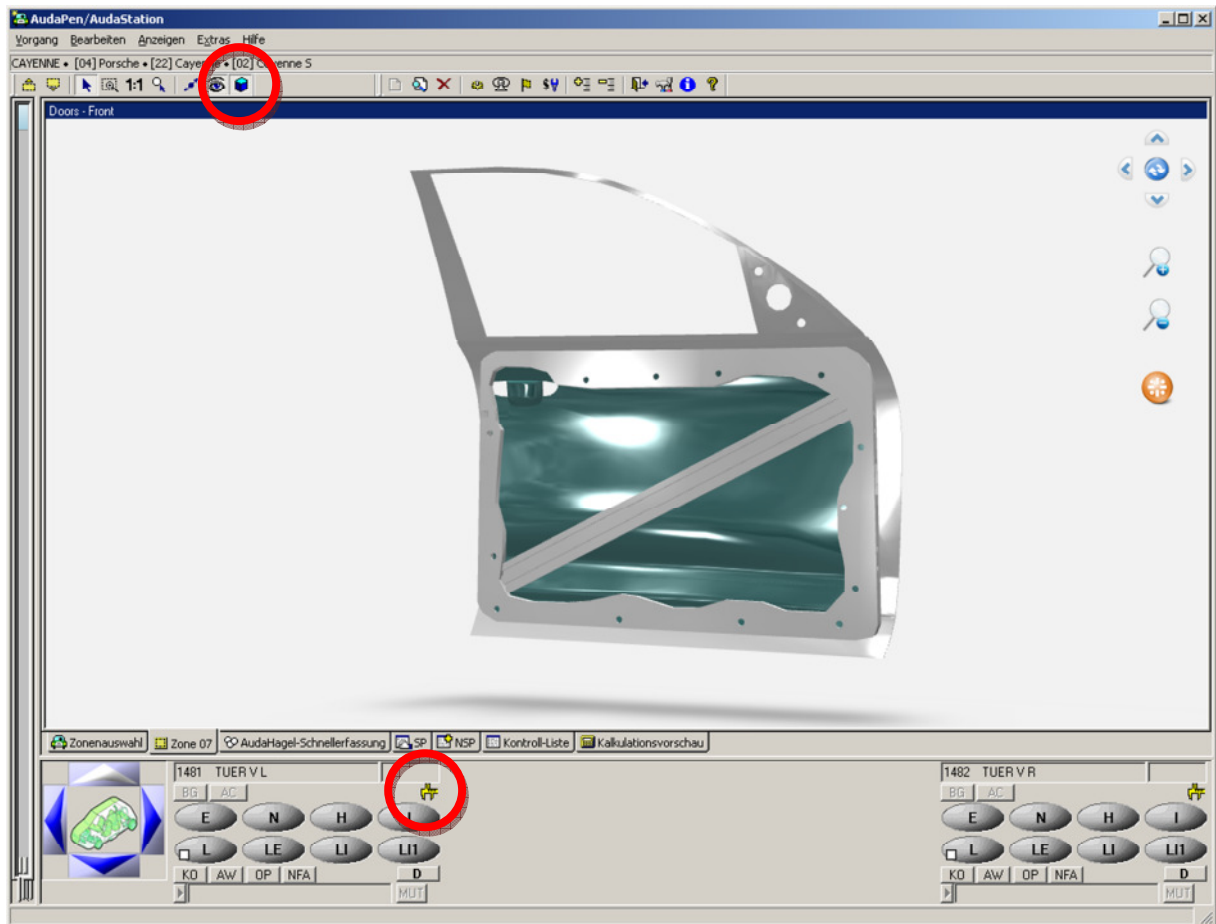 AudaPen/AudaStation
Vorgang Bearbeiten Anzeigen Extras Hilfe
CAYENNE • [04] Porsche • [22] Cayenne • [02] Cayenne S
1:1
Doors - Front
Zonenauswahl Zone 07 AudaHagel-Schnellerfassung SP NSP Kontroll-Liste Kalkulationsvorschau
1481 TUER V L 1482 TUER V R
BG AC BG AC
E N H I E N H I
L LE LI LI1 L LE LI LI1
KO AW OP NFA D KO AW OP NFA D
MUT MUT